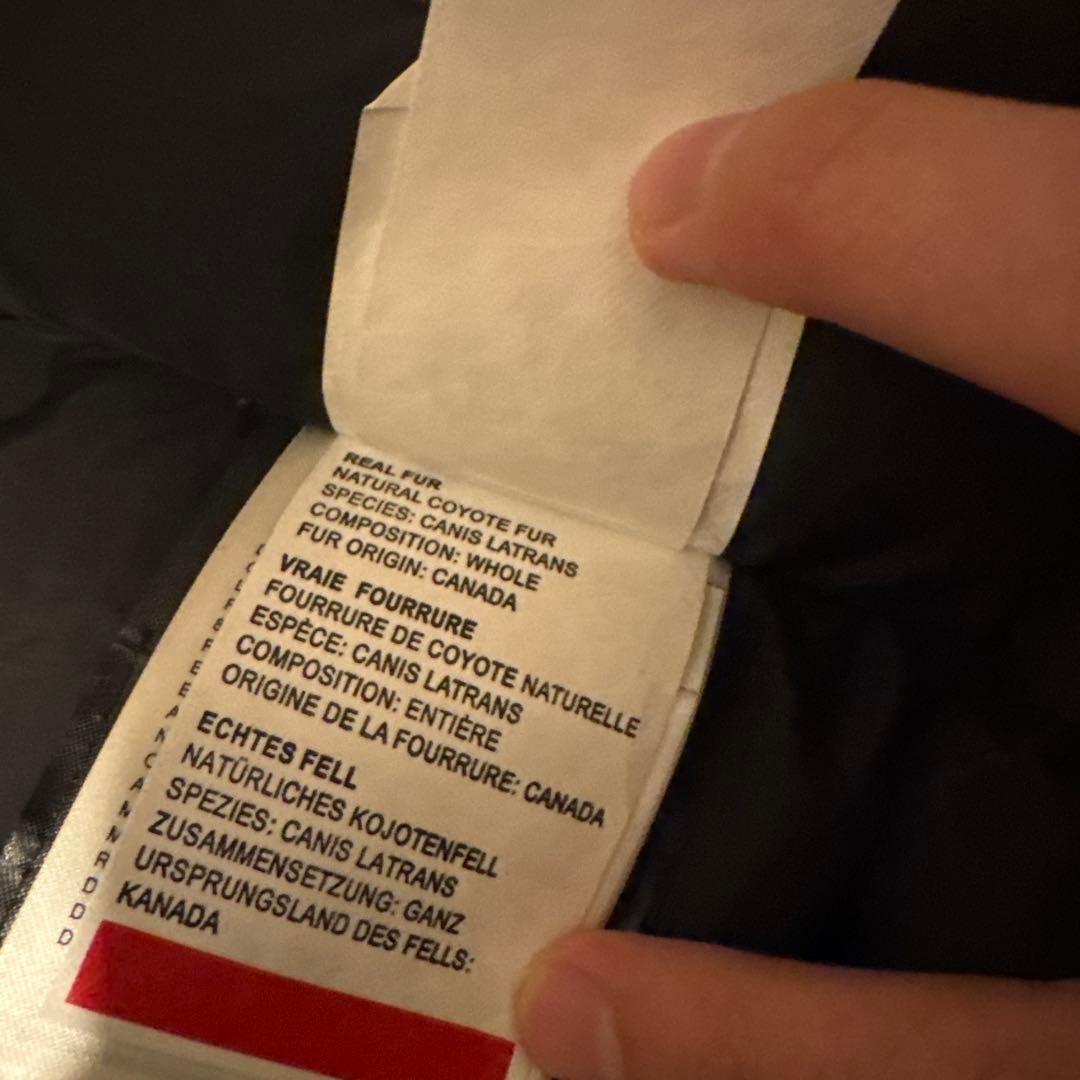 REAL FUR
NATURAL COYOTE FUR
SPECIES: CANIS LATRANS
COMPOSITION: WHOLE
FUR ORIGIN: CANADA
VRAIE FOURRURE
FOURRURE DE COYOTE NATURELLE
ESPÈCE: CANIS LATRANS
COMPOSITION: ENTIÈRE
ORIGINE DE LA FOURRURE: CANADA
ECHTES FELL
NATÜRLICHES KOJOTENFELL
SPEZIES: CANIS LATRANS
ZUSAMMENSETZUNG: GANZ
URSPRUNGSLAND DES FELLS:
KANADA